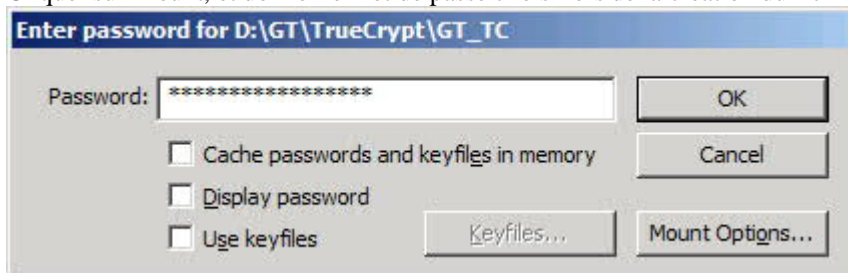 Enter password for D:\GT\TrueCrypt\GT_TC
Password: ***************** OK
Cache passwords and keyfiles in memory Cancel
Display password
Use keyfiles Keyfiles... Mount Options...